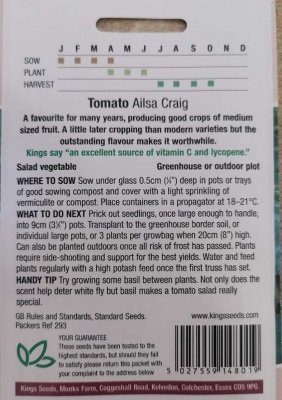 J F M A M J J A S O N D
SOW
PLANT
HARVEST
Tomato Ailsa Craig
A favourite for many years, producing good crops of medium
sized fruit. A little later cropping than modern varieties but the
outstanding flavour makes it worthwhile.
Kings say “an excellent source of vitamin C and lycopene.”
Salad vegetable Greenhouse or outdoor plot
WHERE TO SOW Sow under glass 0.5cm (¼") deep in pots or trays
of good sowing compost and cover with a light sprinkling of
vermiculite or compost. Place containers in a propagator at 18–21°C.
WHAT TO DO NEXT Prick out seedlings, once large enough to handle,
into 9cm (3½") pots. Transplant to the greenhouse border soil, or
individual large pots, or 3 plants per growbag when 20cm (8") high.
Can also be planted outdoors once all risk of frost has passed. Plants
require side-shooting and support for the best yields. Water and feed
plants regularly with a high potash feed once the first truss has set.
HANDY TIP Try growing some basil between plants. Not only does the
scent help deter white fly but basil makes a tomato salad really
special.
GB Rules and Standards, Standard Seeds.
Packers Ref 293
www.kingsseeds.com
YOUR GUARANTEE
These seeds have been tested to the
highest standards, but should they fail
to satisfy please return this packet with
your complaint to the address below
5 027559 148019
Kings Seeds, Monks Farm, Coggeshall Road, Kelvedon, Colchester, Essex CO5 9PG